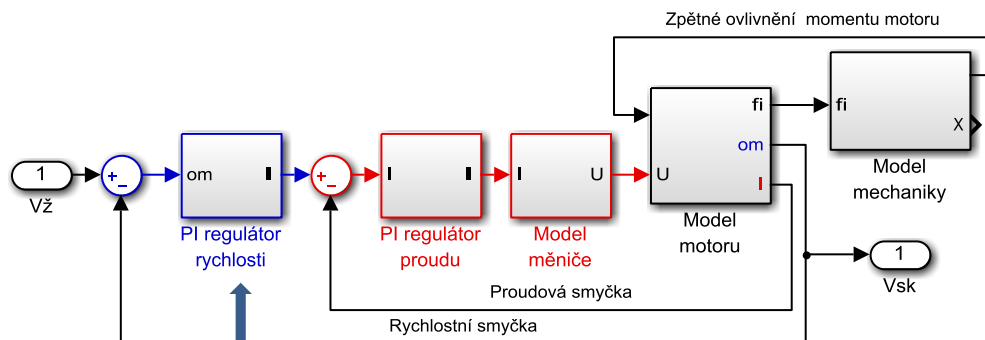 Zpětné ovlivnění momentu motoru
1
Vž
+
−
om
I
PI regulátor
rychlosti
+
−
I
I
PI regulátor
proudu
I
U
Model
měniče
U
fi
om
I
Model
motoru
fi
X
Model
mechaniky
1
Vsk
Proudová smyčka
Rychlostní smyčka